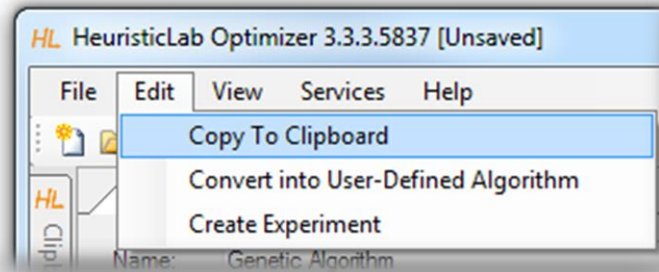 HL HeuristicLab Optimizer 3.3.3.5837 [Unsaved]
File Edit View Services Help
Copy To Clipboard
Convert into User-Defined Algorithm
Create Experiment
HL
Clip
Name: Genetic Algorithm